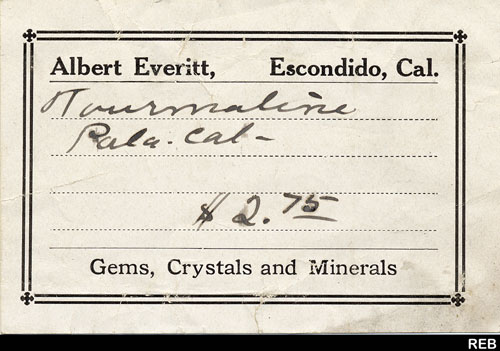 Albert Everitt, Escondido, Cal.
Tourmaline
Pala. Cal-
$ 2.75
Gems, Crystals and Minerals
REB